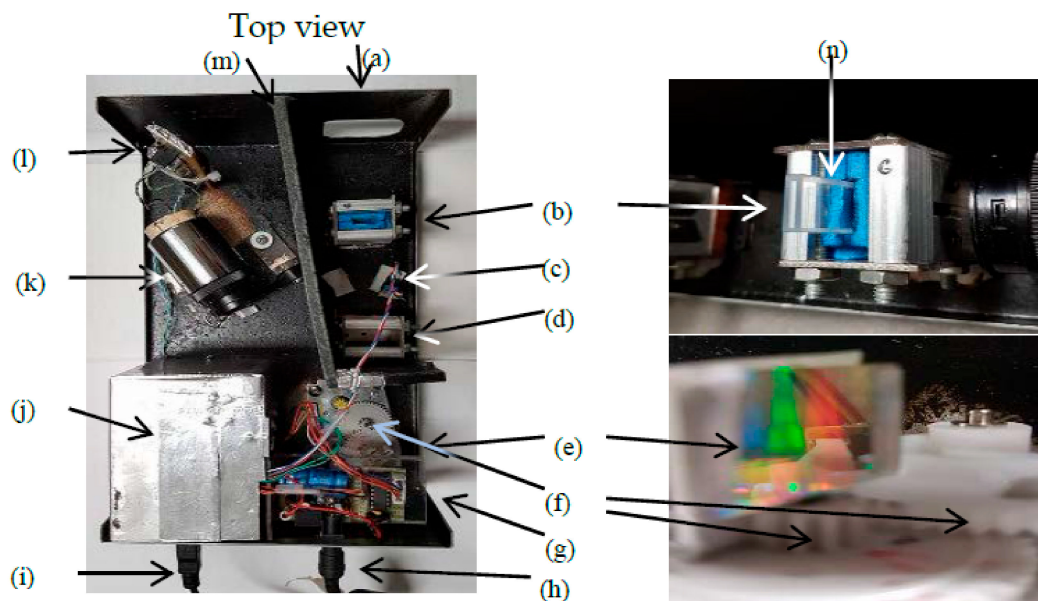 Top view
(m)
(a)
(n)
(l)
(b)
G
(c)
(k)
(d)
(j)
(e)
(f)
(g)
(i)
(h)